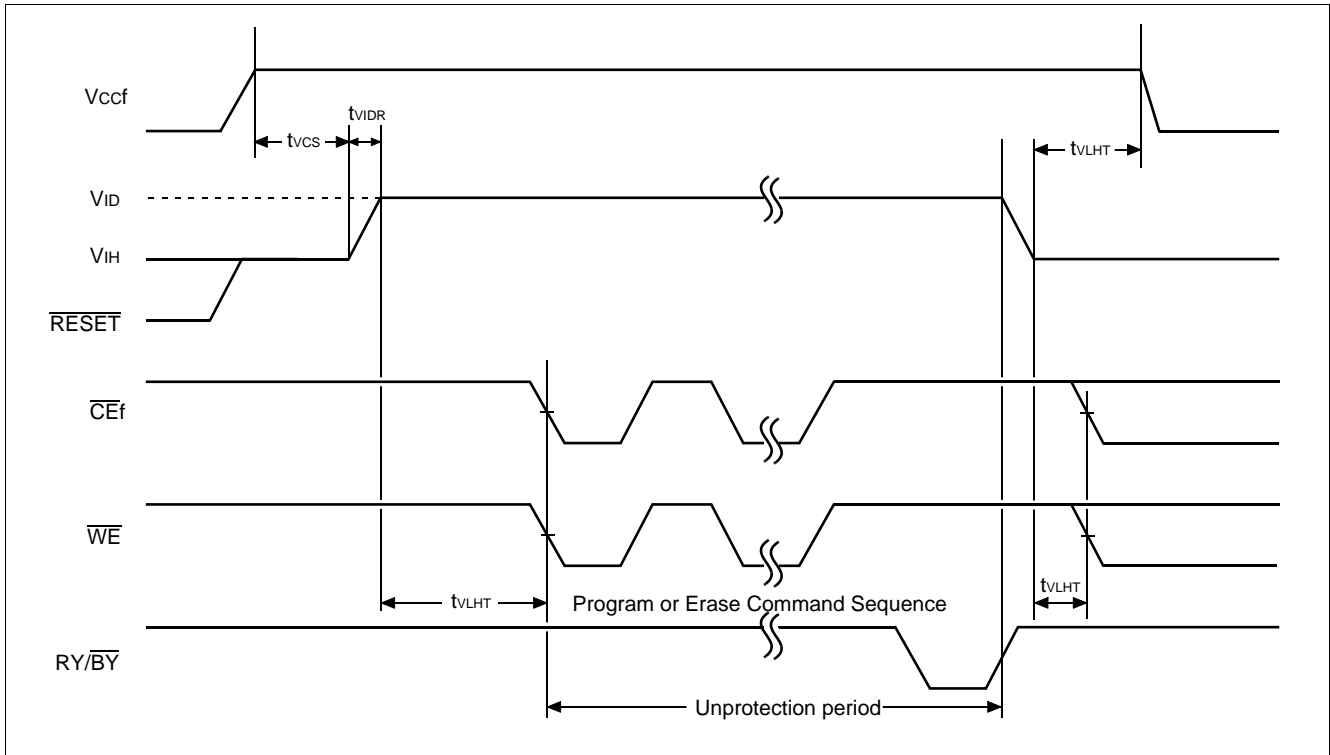 VCCf
tVIDR
tVCS
tVLHT
VID
VIH
RESET
CEf
WE
tVLHT
tVLHT
Program or Erase Command Sequence
RY/BY
Unprotection period